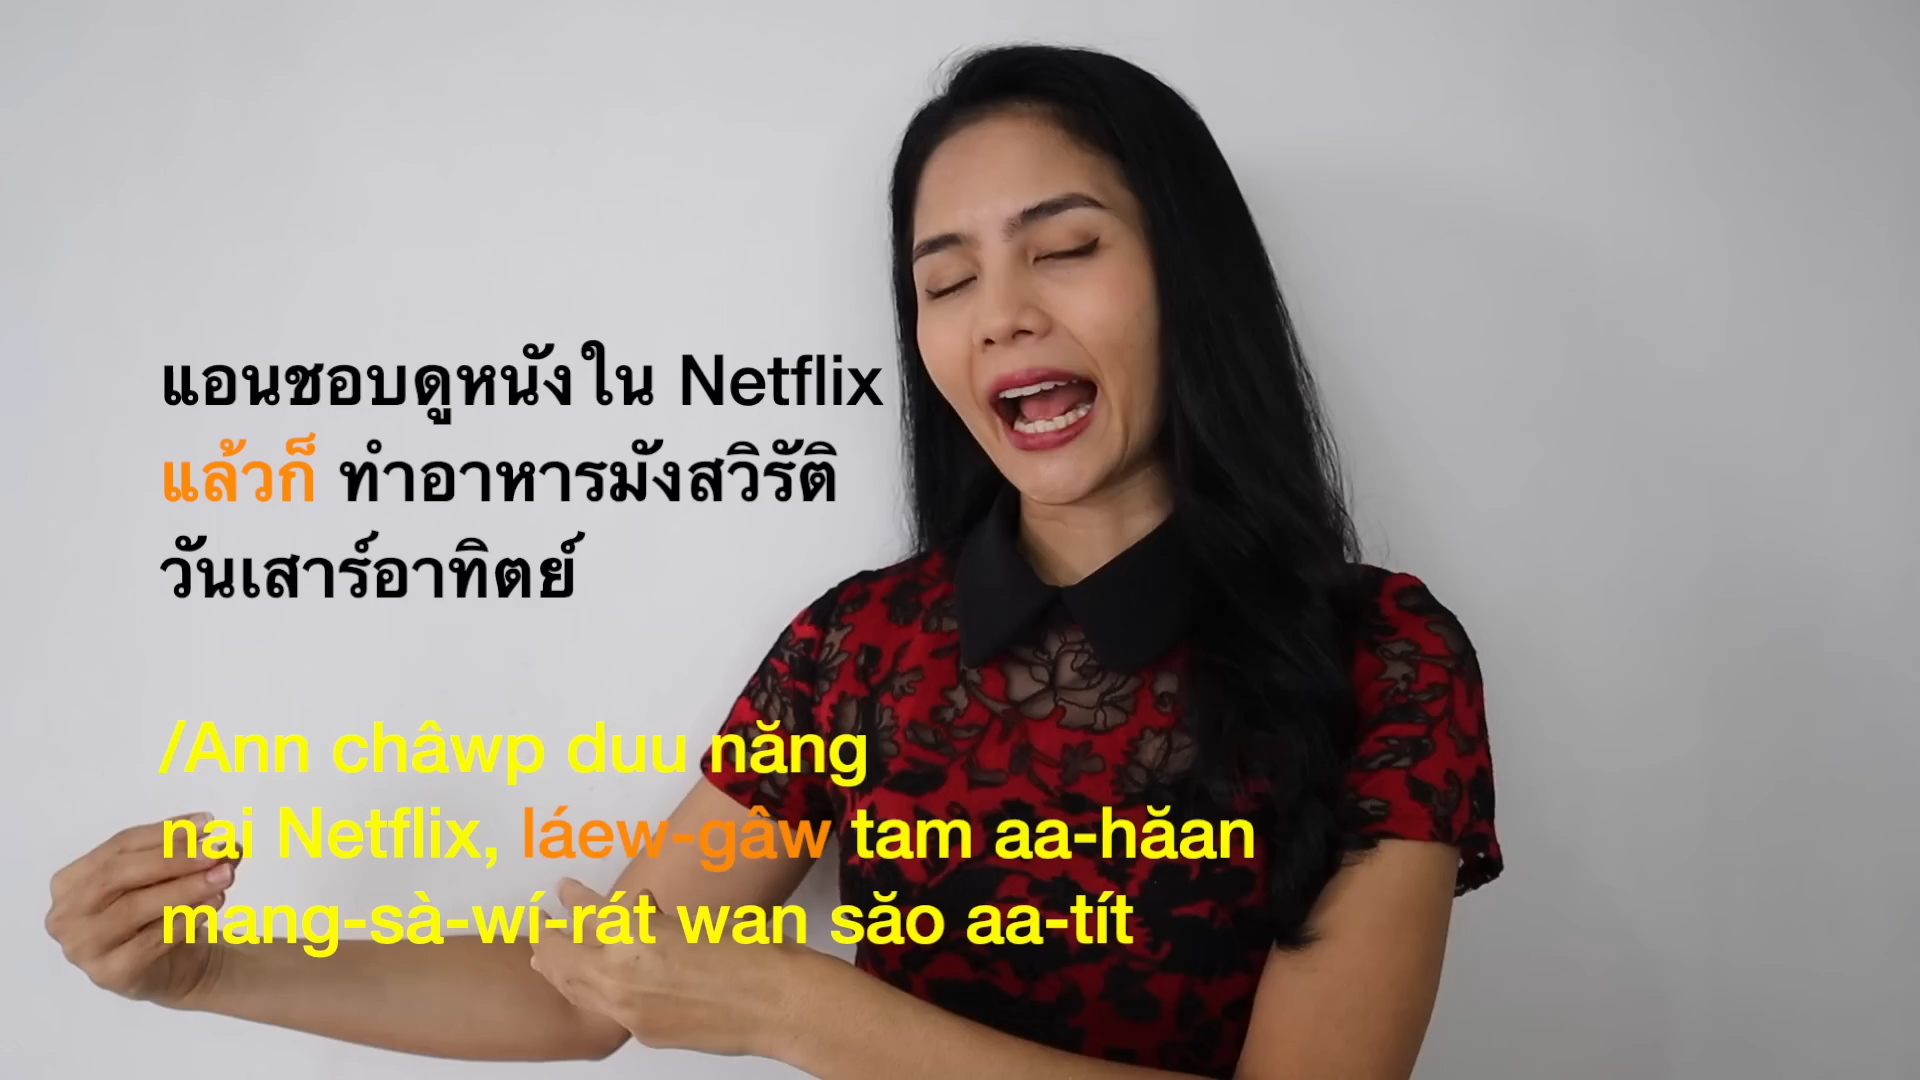 แอนชอบดูหนังใน Netflix
แล้วก็ ทำอาหารมังสวิรัติ
วันเสาร์อาทิตย์
/Ann châwp duu năng
nai Netflix, láew-gâw tam aa-hăan
mang-sà-wí-rát wan săo aa-tít